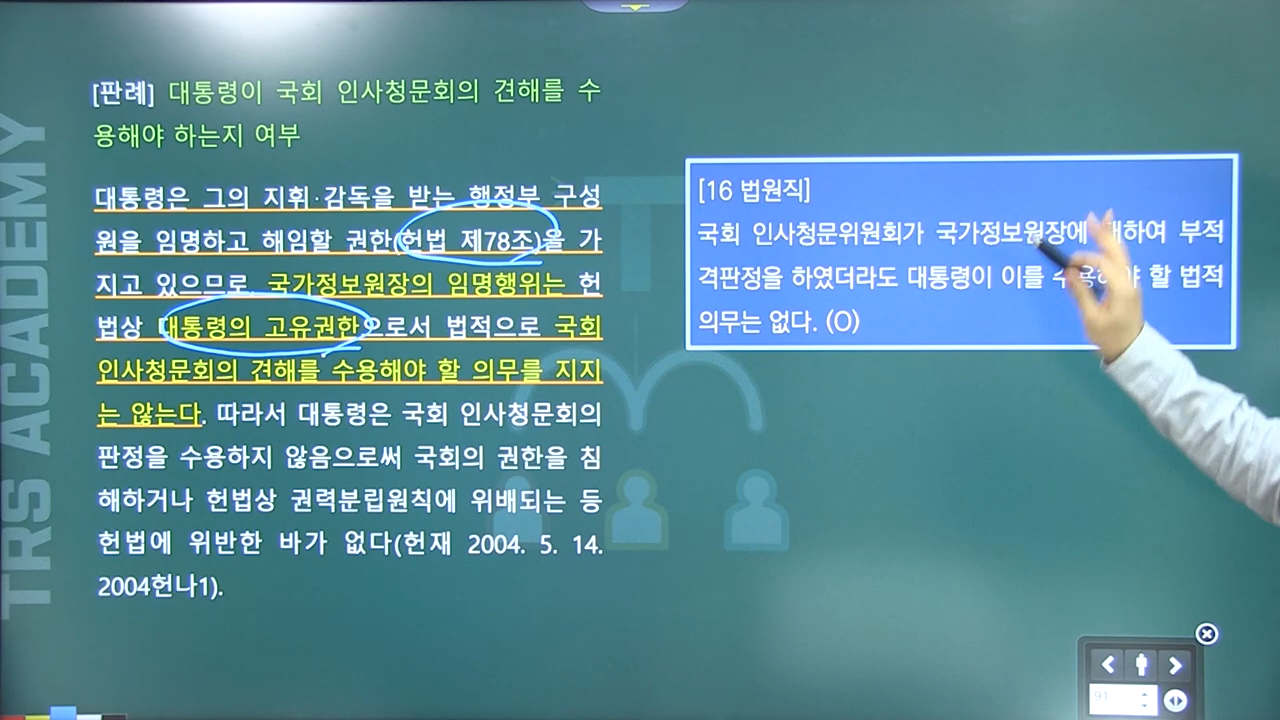 [판례] 대통령이 국회 인사청문회의 견해를 수
용해야 하는지 여부
대통령은 그의 지휘·감독을 받는 행정부 구성
원을 임명하고 해임할 권한(헌법 제78조)을 가
지고 있으므로, 국가정보원장의 임명행위는 헌
법상 대통령의 고유권한으로서 법적으로 국회
인사청문회의 견해를 수용해야 할 의무를 지지
는 않는다. 따라서 대통령은 국회 인사청문회의
판정을 수용하지 않음으로써 국회의 권한을 침
해하거나 헌법상 권력분립원칙에 위배되는 등
헌법에 위반한 바가 없다(헌재 2004. 5. 14.
2004헌나1).
[16 법원직]
국회 인사청문위원회가 국가정보원장에 대하여 부적
격판정을 하였더라도 대통령이 이를 수용해야 할 법적
의무는 없다. (O)
TRS ACADEMY
91